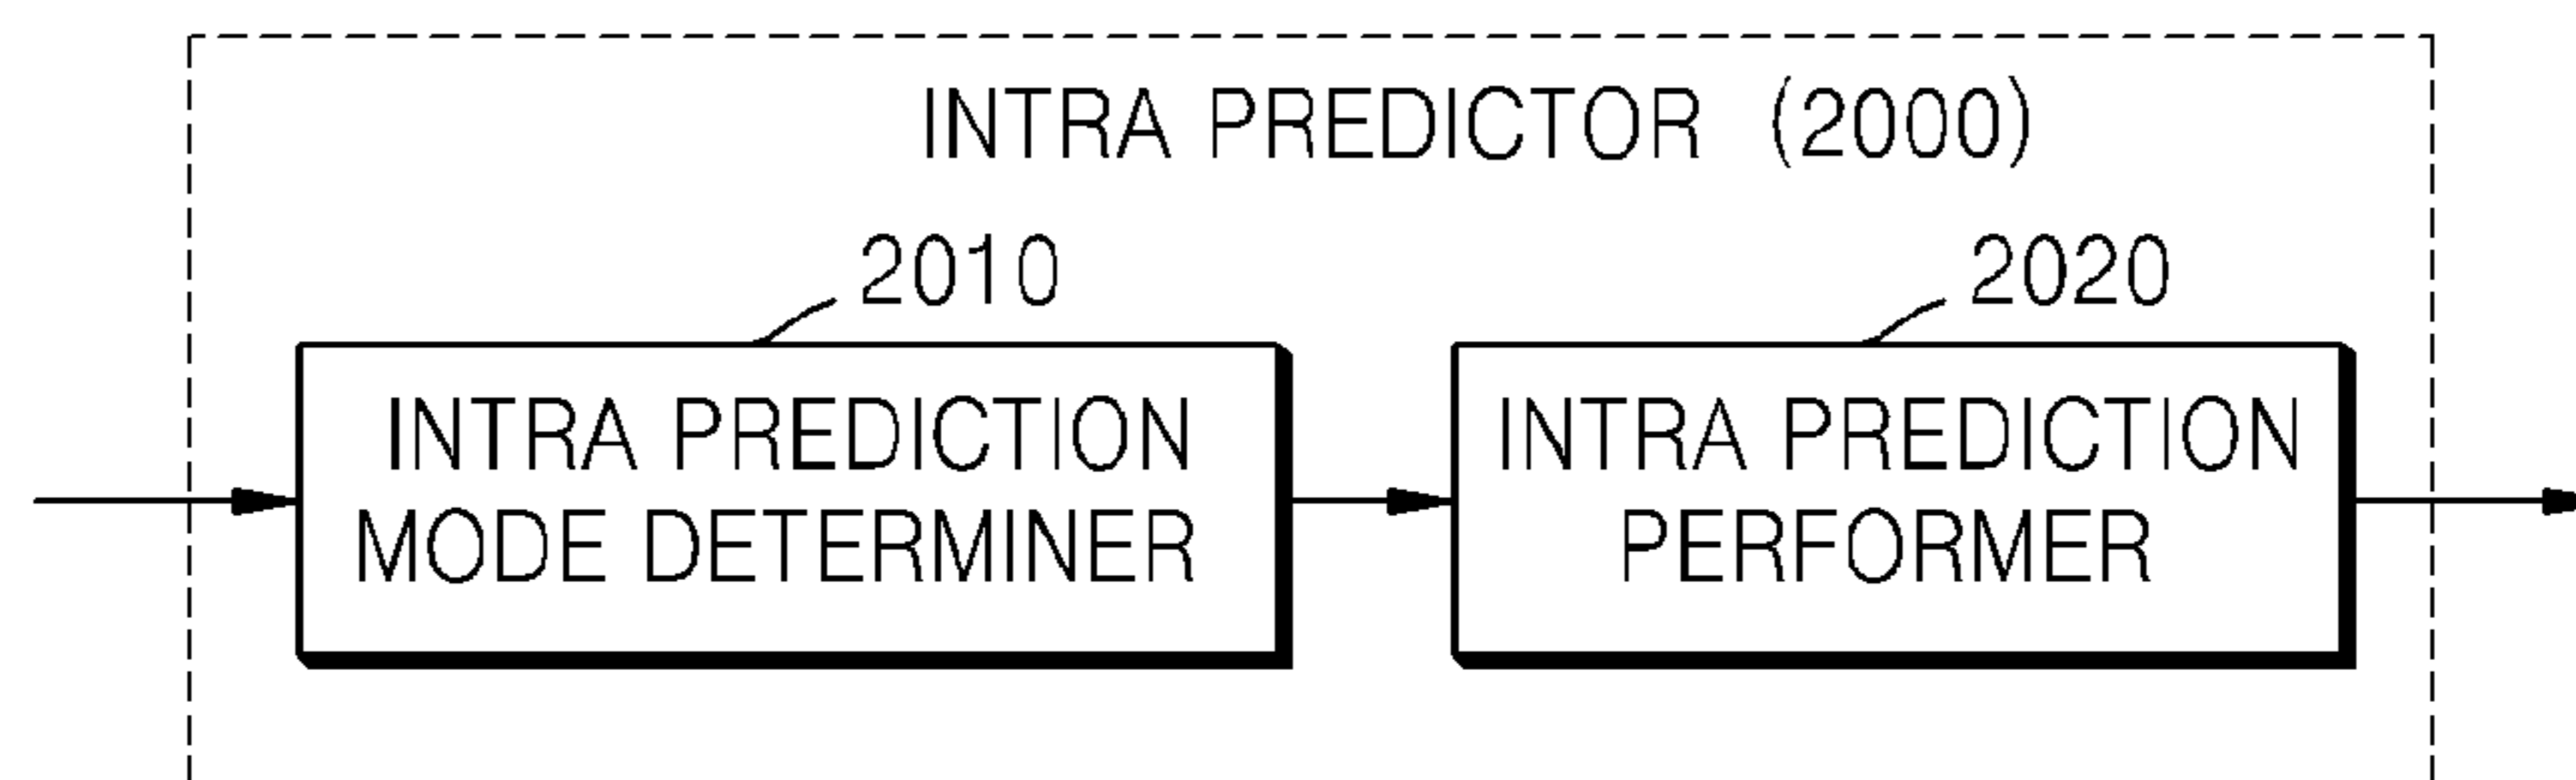 INTRA PREDICTOR (2000)
2010
2020
INTRA PREDICTION
MODE DETERMINER
INTRA PREDICTION
PERFORMER